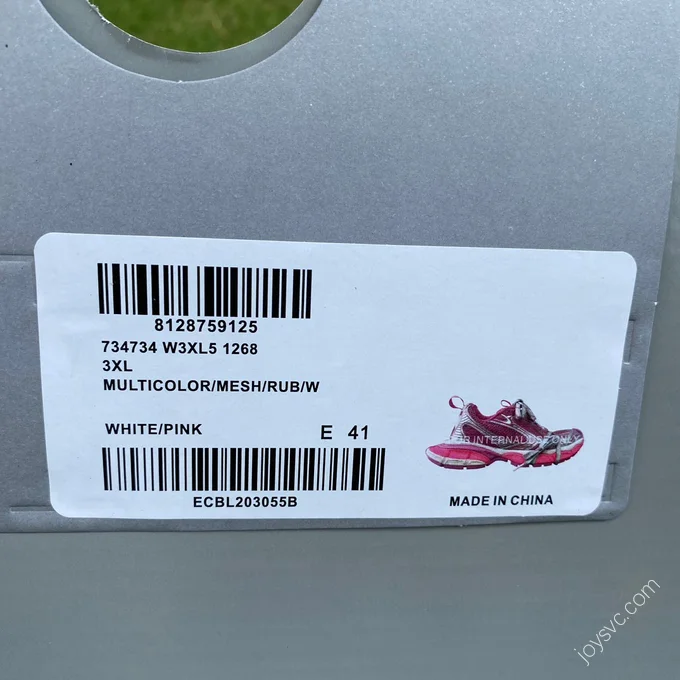 8128759125
734734 W3XL5 1268
3XL
MULTICOLOR/MESH/RUB/W
WHITE/PINK E 41
INTERNAL USE ONLY
ECBL203055B
MADE IN CHINA
joysvc.com